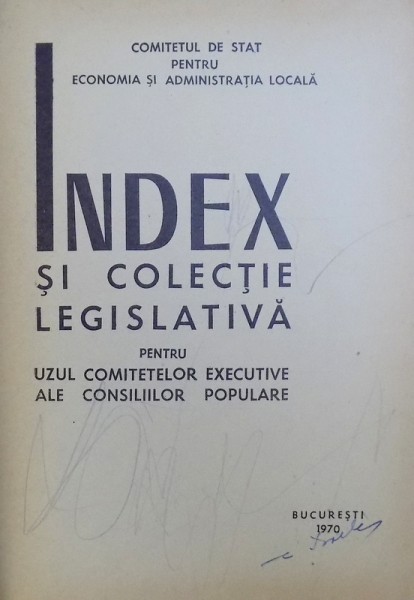 COMITETUL DE STAT
PENTRU
ECONOMIA ȘI ADMINISTRAȚIA LOCALĂ
INDEX
ȘI COLECȚIE
LEGISLATIVĂ
PENTRU
UZUL COMITETELOR EXECUTIVE
ALE CONSILIILOR POPULARE
BUCUREȘTI
1970